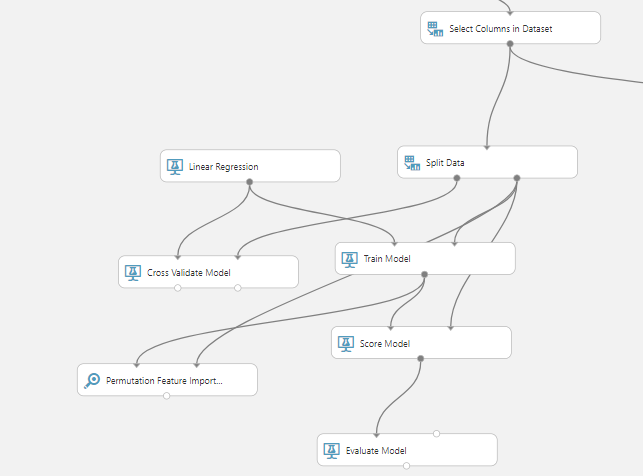 Select Columns in Dataset
Linear Regression
Split Data
Cross Validate Model
Train Model
Score Model
Permutation Feature Import...
Evaluate Model